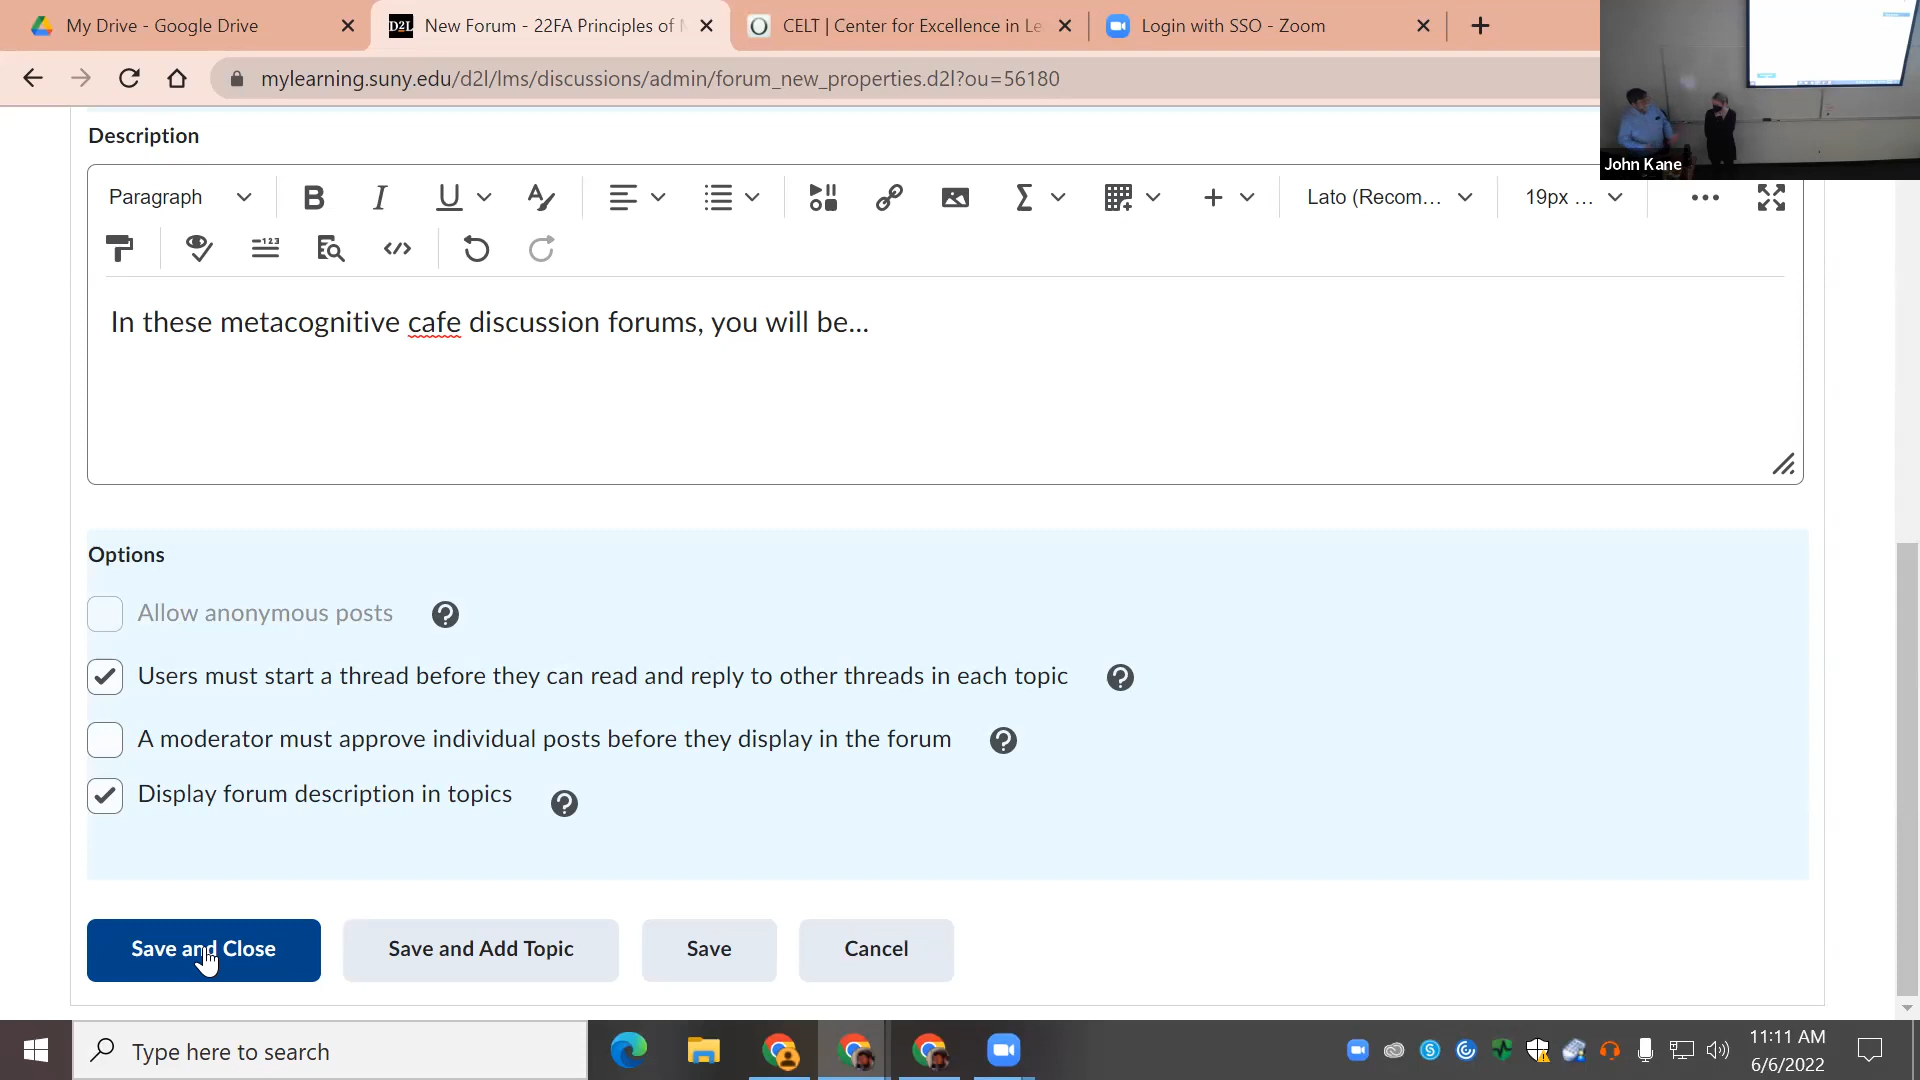 My Drive - Google Drive
D2L New Forum - 22FA Principles of M
CELT | Center for Excellence in Le
Login with SSO - Zoom
mylearning.suny.edu/d2l/lms/discussions/admin/forum_new_properties.d2l?ou=56180
John Kane
Description
Paragraph
Lato (Recom...
19px ...
In these metacognitive cafe discussion forums, you will be...
Options
Allow anonymous posts
Users must start a thread before they can read and reply to other threads in each topic
A moderator must approve individual posts before they display in the forum
Display forum description in topics
Save and Close
Save and Add Topic
Save
Cancel
Type here to search
11:11 AM
6/6/2022